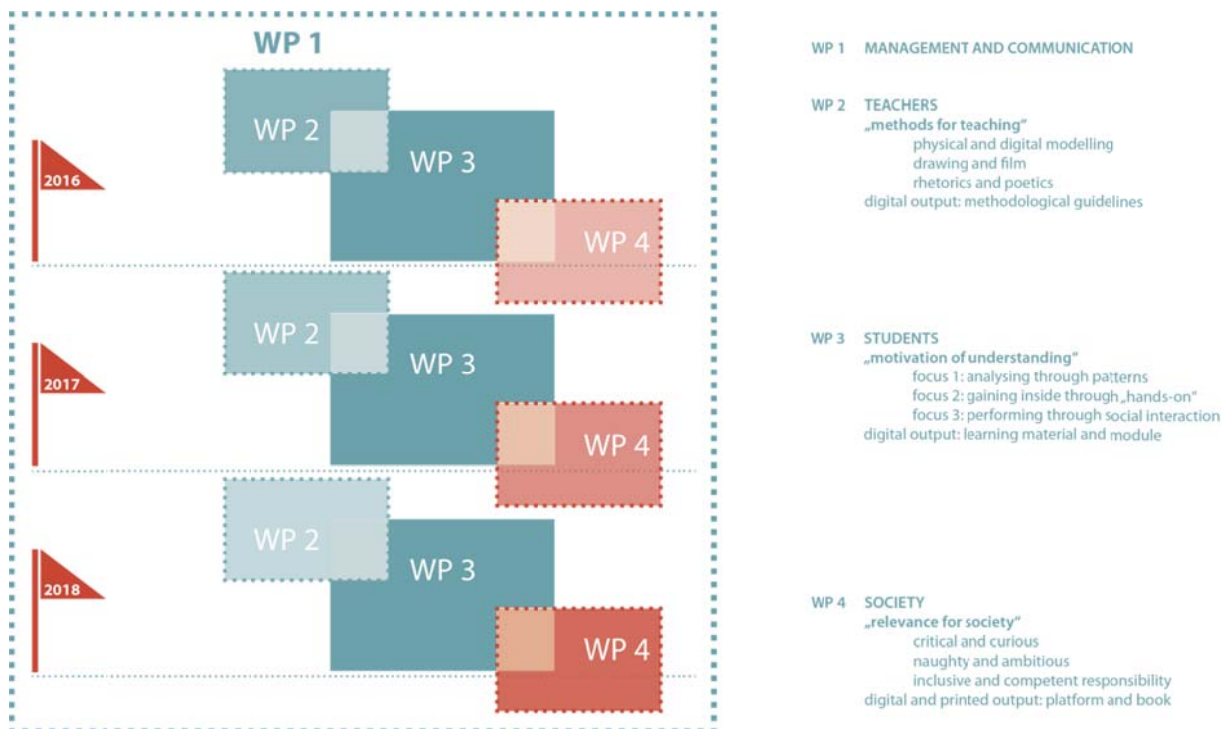 WP 1
WP 2
WP 3
2016
WP 4
WP 2
WP 3
2017
WP 4
WP 2
WP 3
2018
WP 4
WP 1 MANAGEMENT AND COMMUNICATION
WP 2 TEACHERS
„methods for teaching“
physical and digital modelling
drawing and film
rhetorics and poetics
digital output: methodological guidelines
WP 3 STUDENTS
„motivation of understanding“
focus 1: analysing through patterns
focus 2: gaining inside through „hands-on“
focus 3: performing through social interaction
digital output: learning material and module
WP 4 SOCIETY
„relevance for society“
critical and curious
naughty and ambitious
inclusive and competent responsibility
digital and printed output: platform and book